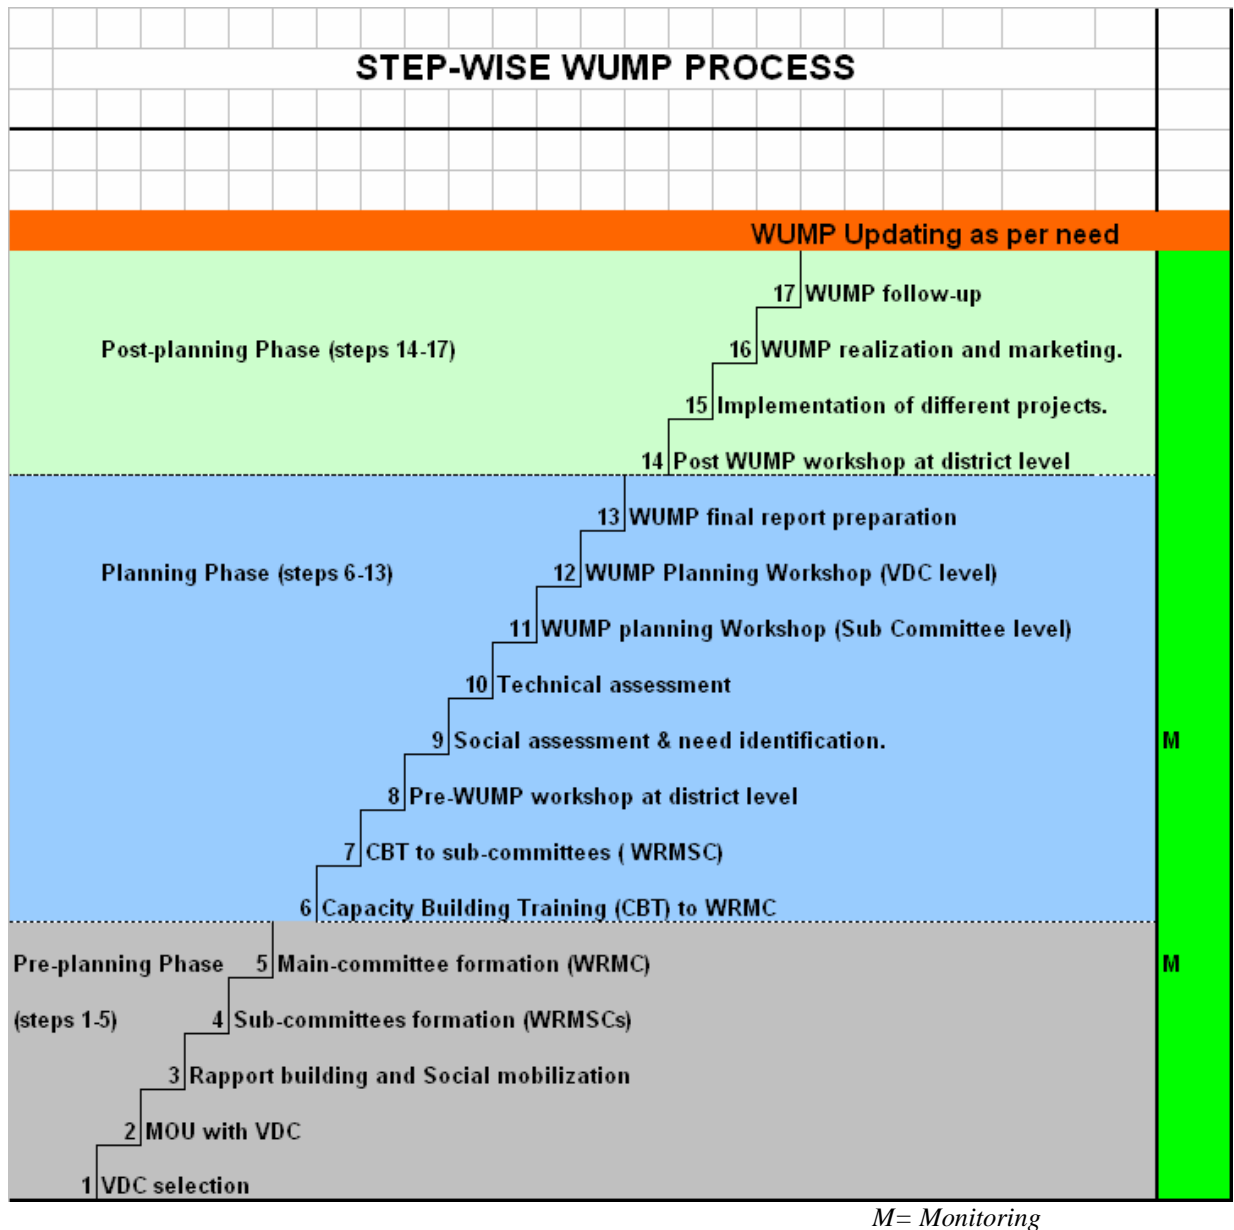 STEP-WISE WUMP PROCESS
WUMP Updating as per need
17 WUMP follow-up
Post-planning Phase (steps 14-17) 16 WUMP realization and marketing.
15 Implementation of different projects.
14 Post WUMP workshop at district level
13 WUMP final report preparation
Planning Phase (steps 6-13) 12 WUMP Planning Workshop (VDC level)
11 WUMP planning Workshop (Sub Committee level)
10 Technical assessment
9 Social assessment & need identification. M
8 Pre-WUMP workshop at district level
7 CBT to sub-committees ( WRMSC)
6 Capacity Building Training (CBT) to WRMC
Pre-planning Phase 5 Main-committee formation (WRMC) M
(steps 1-5) 4 Sub-committees formation (WRMSCs)
3 Rapport building and Social mobilization
2 MOU with VDC
1 VDC selection
M= Monitoring